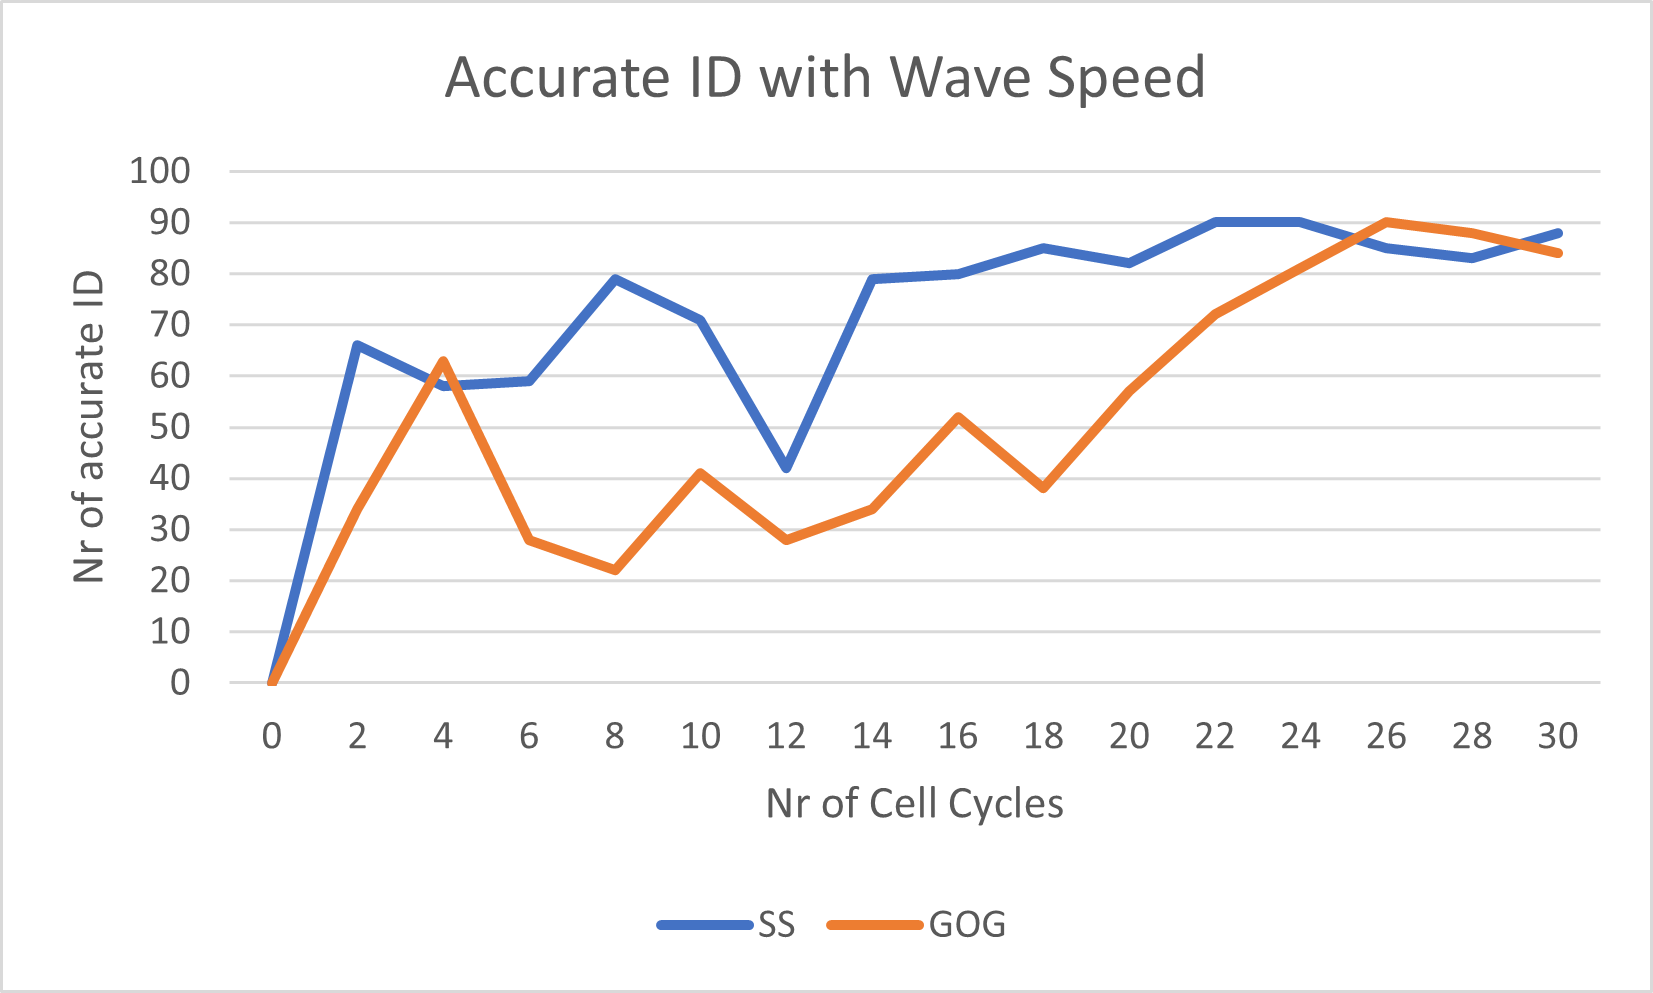 Accurate ID with Wave Speed
Nr of accurate ID
100
90
80
70
60
50
40
30
20
10
0
0 2 4 6 8 10 12 14 16 18 20 22 24 26 28 30
Nr of Cell Cycles
SS GOG